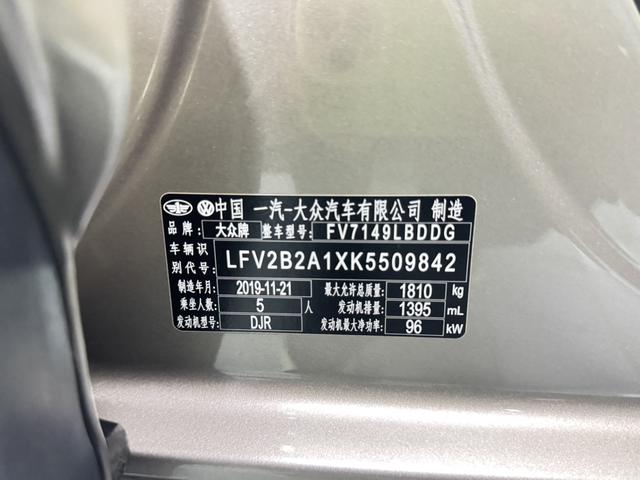 中国 一汽-大众汽车有限公司 制造
品牌: 大众牌 整车型号: FV7149LBDDG
车辆识别代号: LFV2B2A1XK5509842
制造年月: 2019-11-21 最大允许总质量: 1810 kg
乘坐人数: 5 人 发动机排量: 1395 mL
发动机型号: DJR 发动机最大净功率: 96 kW